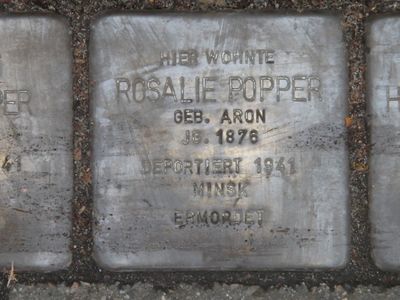 HIER WOHNTE
ROSALIE POPPER
GEB. ARON
JG. 1876
DEPORTIERT 1941
MINSK
ERMORDET